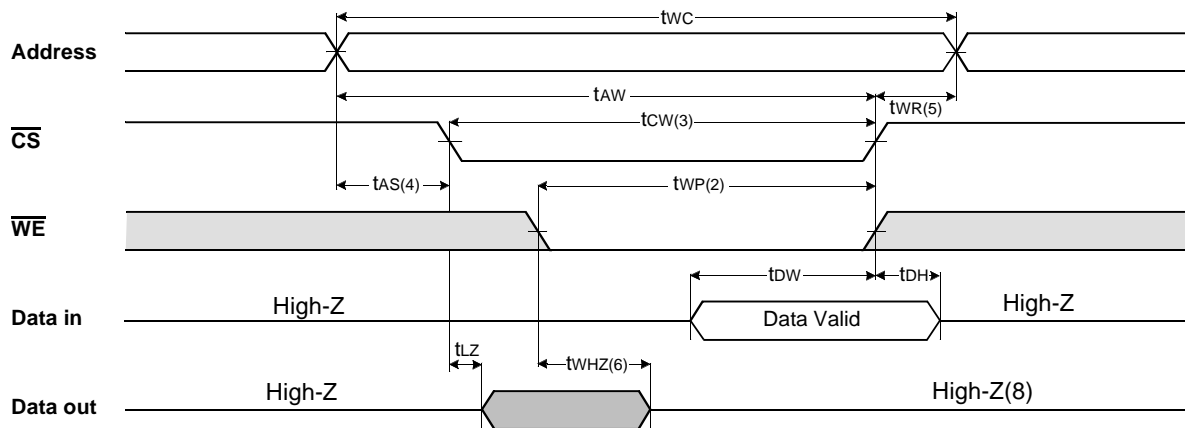 tWC
Address
tAW
tWR(5)
tCW(3)
CS
tAS(4)
tWP(2)
WE
tDW
tDH
High-Z
High-Z
Data in
Data Valid
tLZ
tWHZ(6)
High-Z
High-Z(8)
Data out